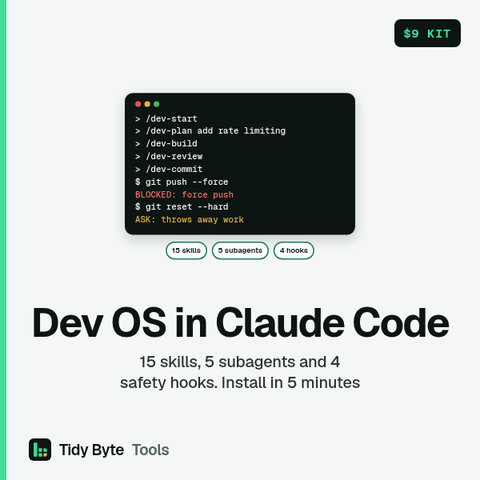 $9 KIT
> /dev-start
> /dev-plan add rate limiting
> /dev-build
> /dev-review
> /dev-commit
$ git push --force
BLOCKED: force push
$ git reset --hard
ASK: throws away work
15 skills
5 subagents
4 hooks
Dev OS in Claude Code
15 skills, 5 subagents and 4
safety hooks. Install in 5 minutes
Tidy Byte Tools